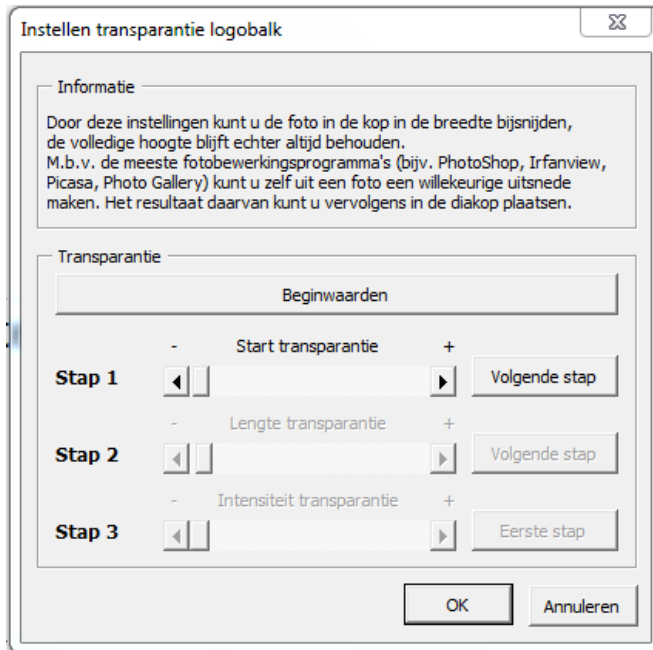 Instellen transparantie logobalk
Informatie
Door deze instellingen kunt u de foto in de kop in de breedte bijsnijden,
de volledige hoogte blijft echter altijd behouden.
M.b.v. de meeste fotobewerkingsprogramma's (bijv. PhotoShop, Irfanview,
Picasa, Photo Gallery) kunt u zelf uit een foto een willekeurige uitsnede
maken. Het resultaat daarvan kunt u vervolgens in de diakop plaatsen.
Transparantie
Beginwaarden
- Start transparantie +
Stap 1 Volgende stap
- Lengte transparantie +
Stap 2 Volgende stap
- Intensiteit transparantie +
Stap 3 Eerste stap
OK Annuleren